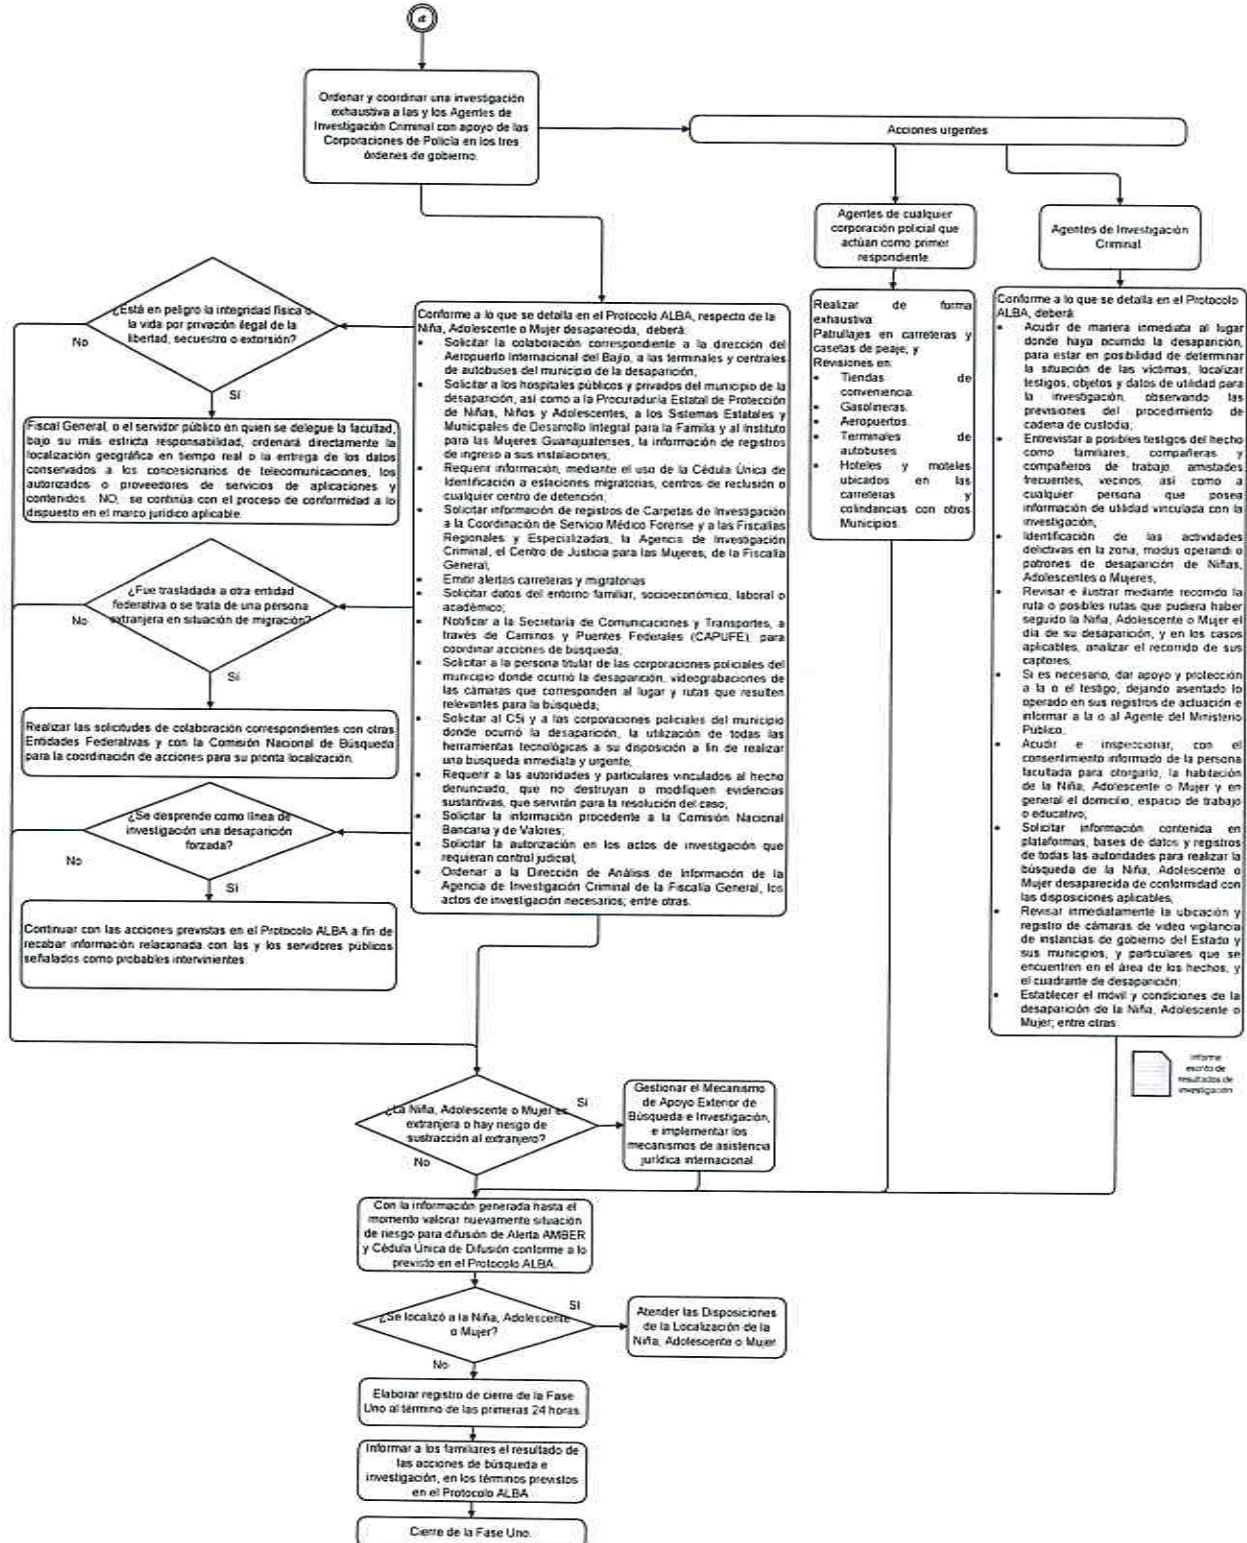 Ordenar y coordinar una investigación
exhaustiva a las y los Agentes de
Investigación Criminal con apoyo de las
Corporaciones de Policía en los tres
órdenes de gobierno.
Acciones urgentes
Agentes de cualquier
corporación policial que
actúan como primer
respondiente
Agentes de Investigación
Criminal
¿Está en peligro la integridad física o
la vida por privación ilegal de la
libertad, secuestro o extorsión?
No
Sí
Fiscal General, o el servidor público en quien se delegue la facultad,
bajo su más estricta responsabilidad, ordenará directamente la
localización geográfica en tiempo real o la entrega de los datos
conservados a los concesionarios de telecomunicaciones, los
autorizados o proveedores de servicios de aplicaciones y
contenidos. NO, se continúa con el proceso de conformidad a lo
dispuesto en el marco jurídico aplicable.
¿Fue trasladada a otra entidad
federativa o se trata de una persona
extranjera en situación de migración?
No
Sí
Realizar las solicitudes de colaboración correspondientes con otras
Entidades Federativas y con la Comisión Nacional de Búsqueda
para la coordinación de acciones para su pronta localización.
¿Se desprende como línea de
investigación una desaparición
forzada?
No
Sí
Continuar con las acciones previstas en el Protocolo ALBA a fin de
recabar información relacionada con las y los servidores públicos
señalados como probables intervinientes.
Conforme a lo que se detalla en el Protocolo ALBA, respecto de la
Niña, Adolescente o Mujer desaparecida, deberá:
• Solicitar la colaboración correspondiente a la dirección del
Aeropuerto Internacional del Bajío, a las terminales y centrales
de autobuses del municipio de la desaparición;
• Solicitar a los hospitales públicos y privados del municipio de la
desaparición, así como a la Procuraduría Estatal de Protección
de Niñas, Niños y Adolescentes, a los Sistemas Estatales y
Municipales de Desarrollo Integral para la Familia y al Instituto
para las Mujeres Guanajuatenses, la información de registros
de ingreso a sus instalaciones;
• Requerir información, mediante el uso de la Cédula Única de
Identificación a estaciones migratorias, centros de reclusión o
cualquier centro de detención;
• Solicitar información de registros de Carpetas de Investigación
a la Coordinación de Servicio Médico Forense y a las Fiscalías
Regionales y Especializadas, la Agencia de Investigación
Criminal, el Centro de Justicia para las Mujeres, de la Fiscalía
General;
• Emitir alertas carreteras y migratorias
• Solicitar datos del entorno familiar, socioeconómico, laboral o
académico;
• Notificar a la Secretaría de Comunicaciones y Transportes, a
través de Caminos y Puentes Federales (CAPUFE), para
coordinar acciones de búsqueda;
• Solicitar a la persona titular de las corporaciones policiales del
municipio donde ocurrió la desaparición, videograbaciones de
las cámaras que corresponden al lugar y rutas que resulten
relevantes para la búsqueda;
• Solicitar al C5i y a las corporaciones policiales del municipio
donde ocurrió la desaparición, la utilización de todas las
herramientas tecnológicas a su disposición a fin de realizar
una búsqueda inmediata y urgente;
• Requerir a las autoridades y particulares vinculados al hecho
denunciado, que no destruyan o modifiquen evidencias
sustantivas, que servirán para la resolución del caso;
• Solicitar la información procedente a la Comisión Nacional
Bancaria y de Valores;
• Solicitar la autorización en los actos de investigación que
requieran control judicial;
• Ordenar a la Dirección de Análisis de Información de la
Agencia de Investigación Criminal de la Fiscalía General, los
actos de investigación necesarios; entre otras.
Realizar de forma
exhaustiva:
Patrullajes en carreteras y
casetas de peaje; y
Revisiones en:
• Tiendas de
conveniencia.
• Gasolineras.
• Aeropuertos.
• Terminales de
autobuses
• Hoteles y moteles
ubicados en las
carreteras y
colindancias con otros
Municipios.
Conforme a lo que se detalla en el Protocolo
ALBA, deberá:
• Acudir de manera inmediata al lugar
donde haya ocurrido la desaparición,
para estar en posibilidad de determinar
la situación de las víctimas, localizar
testigos, objetos y datos de utilidad para
la investigación, observando las
previsiones del procedimiento de
cadena de custodia;
• Entrevistar a posibles testigos del hecho
como familiares, compañeras y
compañeros de trabajo, amistades
frecuentes, vecinos, así como a
cualquier persona que posea
información de utilidad vinculada con la
investigación;
• Identificación de las actividades
delictivas en la zona, modus operandi o
patrones de desaparición de Niñas,
Adolescentes o Mujeres;
• Revisar e ilustrar mediante recorrido la
ruta o posibles rutas que pudiera haber
seguido la Niña, Adolescente o Mujer el
día de su desaparición, y en los casos
aplicables, analizar el recorrido de sus
captores;
• Si es necesario, dar apoyo y protección
a la o el testigo, dejando asentado lo
operado en sus registros de actuación e
informar a la o al Agente del Ministerio
Público;
• Acudir e inspeccionar, con el
consentimiento informado de la persona
facultada para otorgarlo, la habitación
de la Niña, Adolescente o Mujer y en
general el domicilio, espacio de trabajo
o educativo;
• Solicitar información contenida en
plataformas, bases de datos y registros
de todas las autoridades para realizar la
búsqueda de la Niña, Adolescente o
Mujer desaparecida de conformidad con
las disposiciones aplicables;
• Revisar inmediatamente la ubicación y
registro de cámaras de video vigilancia
de instancias de gobierno del Estado y
sus municipios, y particulares que se
encuentren en el área de los hechos, y
el cuadrante de desaparición;
• Establecer el móvil y condiciones de la
desaparición de la Niña, Adolescente o
Mujer; entre otras
Informe
escrito de
resultados de
investigación
¿La Niña, Adolescente o Mujer es
extranjera o hay riesgo de
sustracción al extranjero?
Sí
No
Gestionar el Mecanismo
de Apoyo Exterior de
Búsqueda e Investigación,
e implementar los
mecanismos de asistencia
jurídica internacional.
Con la información generada hasta el
momento valorar nuevamente situación
de riesgo para difusión de Alerta AMBER
y Cédula Única de Difusión conforme a lo
previsto en el Protocolo ALBA.
¿Se localizó a la Niña, Adolescente
o Mujer?
SI
No
Atender las Disposiciones
de la Localización de la
Niña, Adolescente o Mujer.
Elaborar registro de cierre de la Fase
Uno al término de las primeras 24 horas.
Informar a los familiares el resultado de
las acciones de búsqueda e
investigación, en los términos previstos
en el Protocolo ALBA
Cierre de la Fase Uno.